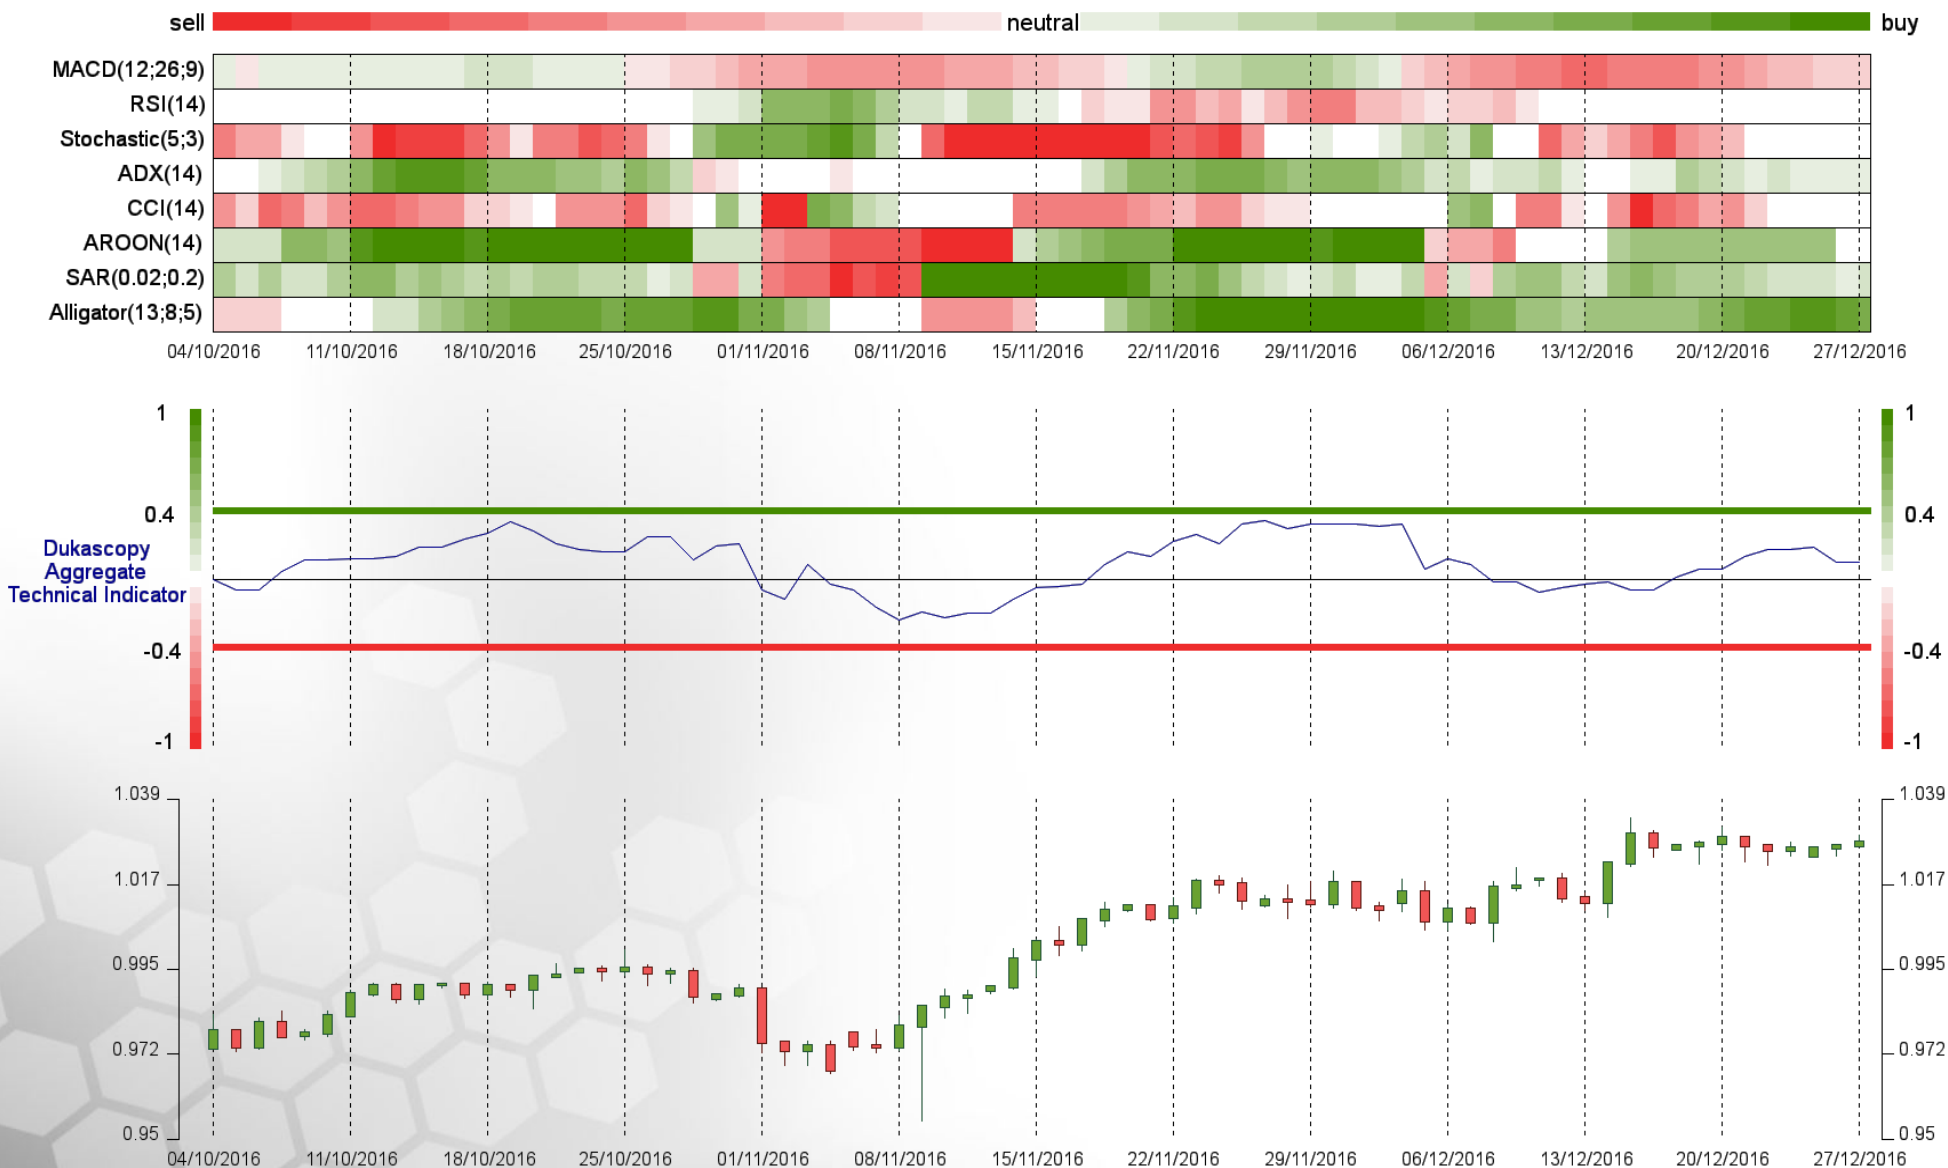 sell neutral buy
MACD(12;26;9)
RSI(14)
Stochastic(5;3)
ADX(14)
CCI(14)
AROON(14)
SAR(0.02;0.2)
Alligator(13;8;5)
04/10/2016 11/10/2016 18/10/2016 25/10/2016 01/11/2016 08/11/2016 15/11/2016 22/11/2016 29/11/2016 06/12/2016 13/12/2016 20/12/2016 27/12/2016
1 1
0.4 0.4
Dukascopy
Aggregate
Technical Indicator
-0.4 -0.4
-1 -1
1.039 1.039
1.017 1.017
0.995 0.995
0.972 0.972
0.95 0.95
04/10/2016 11/10/2016 18/10/2016 25/10/2016 01/11/2016 08/11/2016 15/11/2016 22/11/2016 29/11/2016 06/12/2016 13/12/2016 20/12/2016 27/12/2016